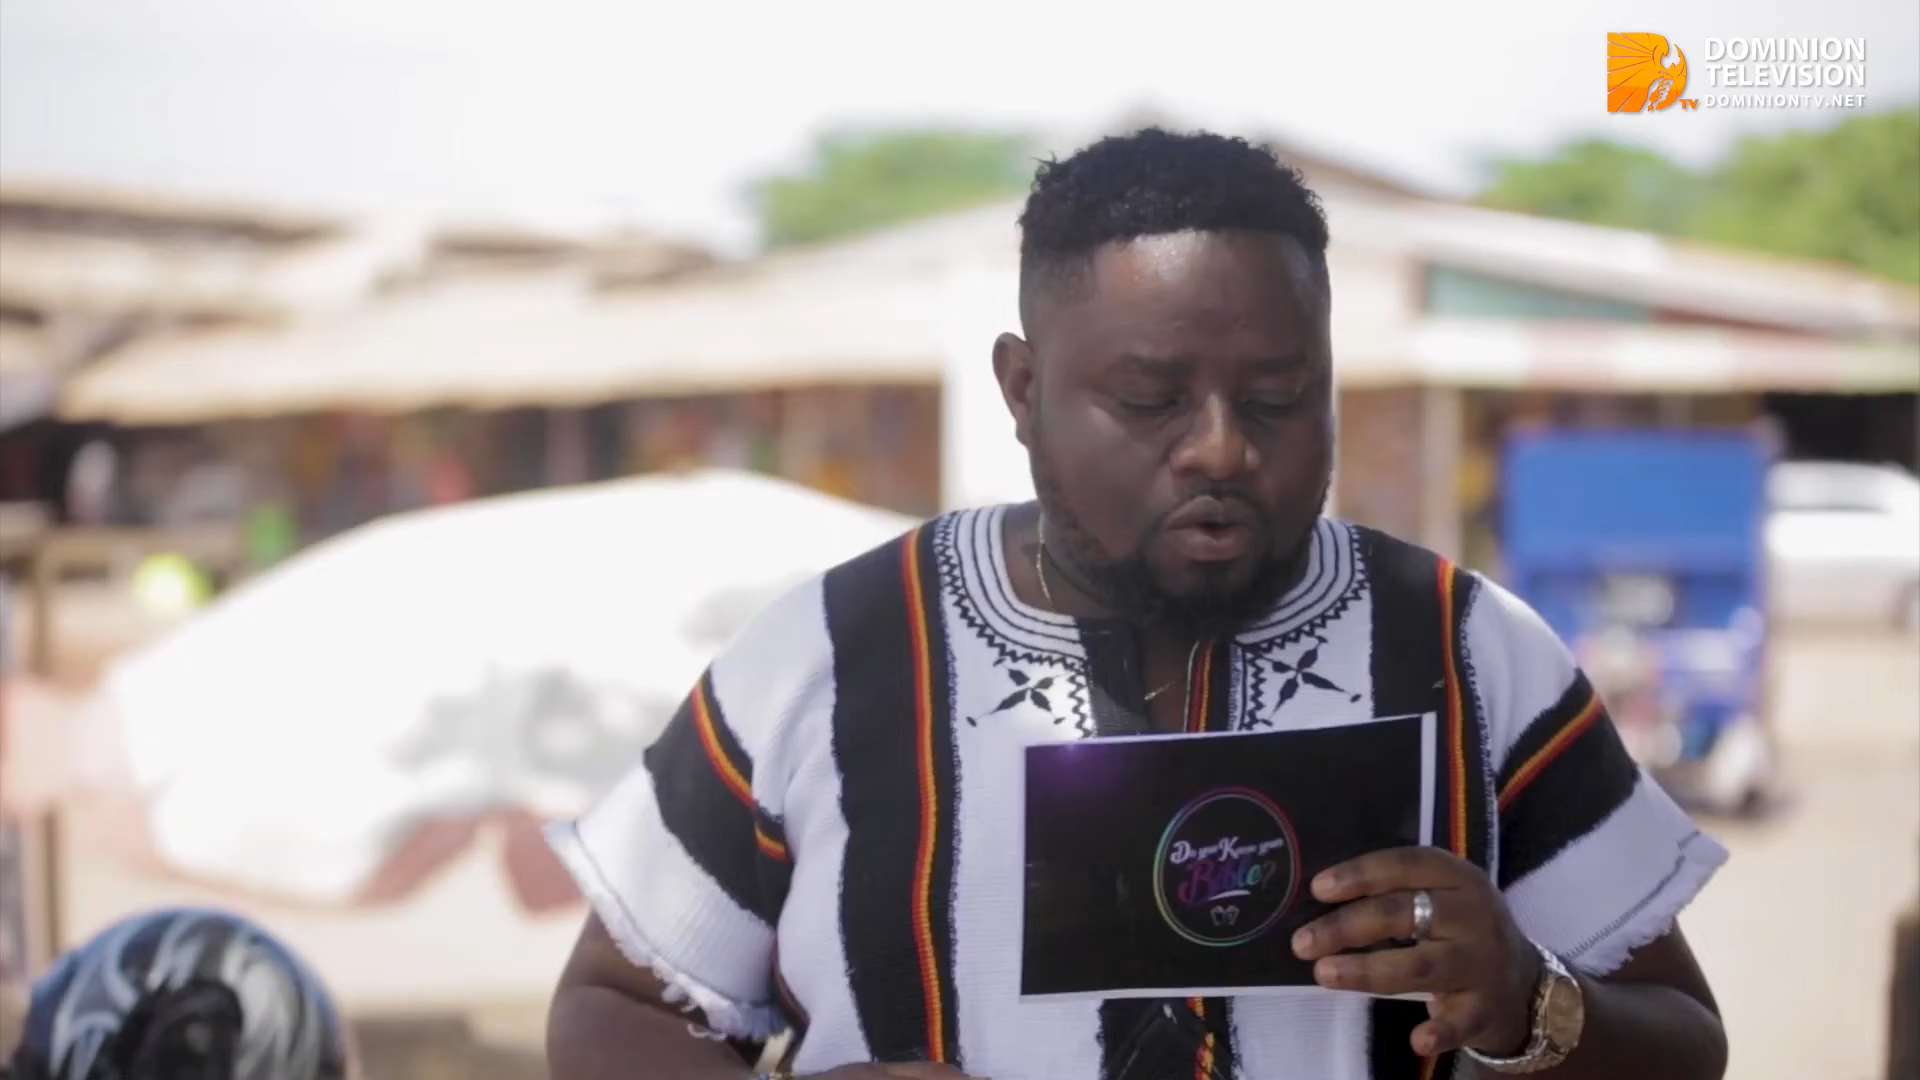 DOMINION
TELEVISION
TV DOMINIONTV.NET
Do you Know your
Bible?